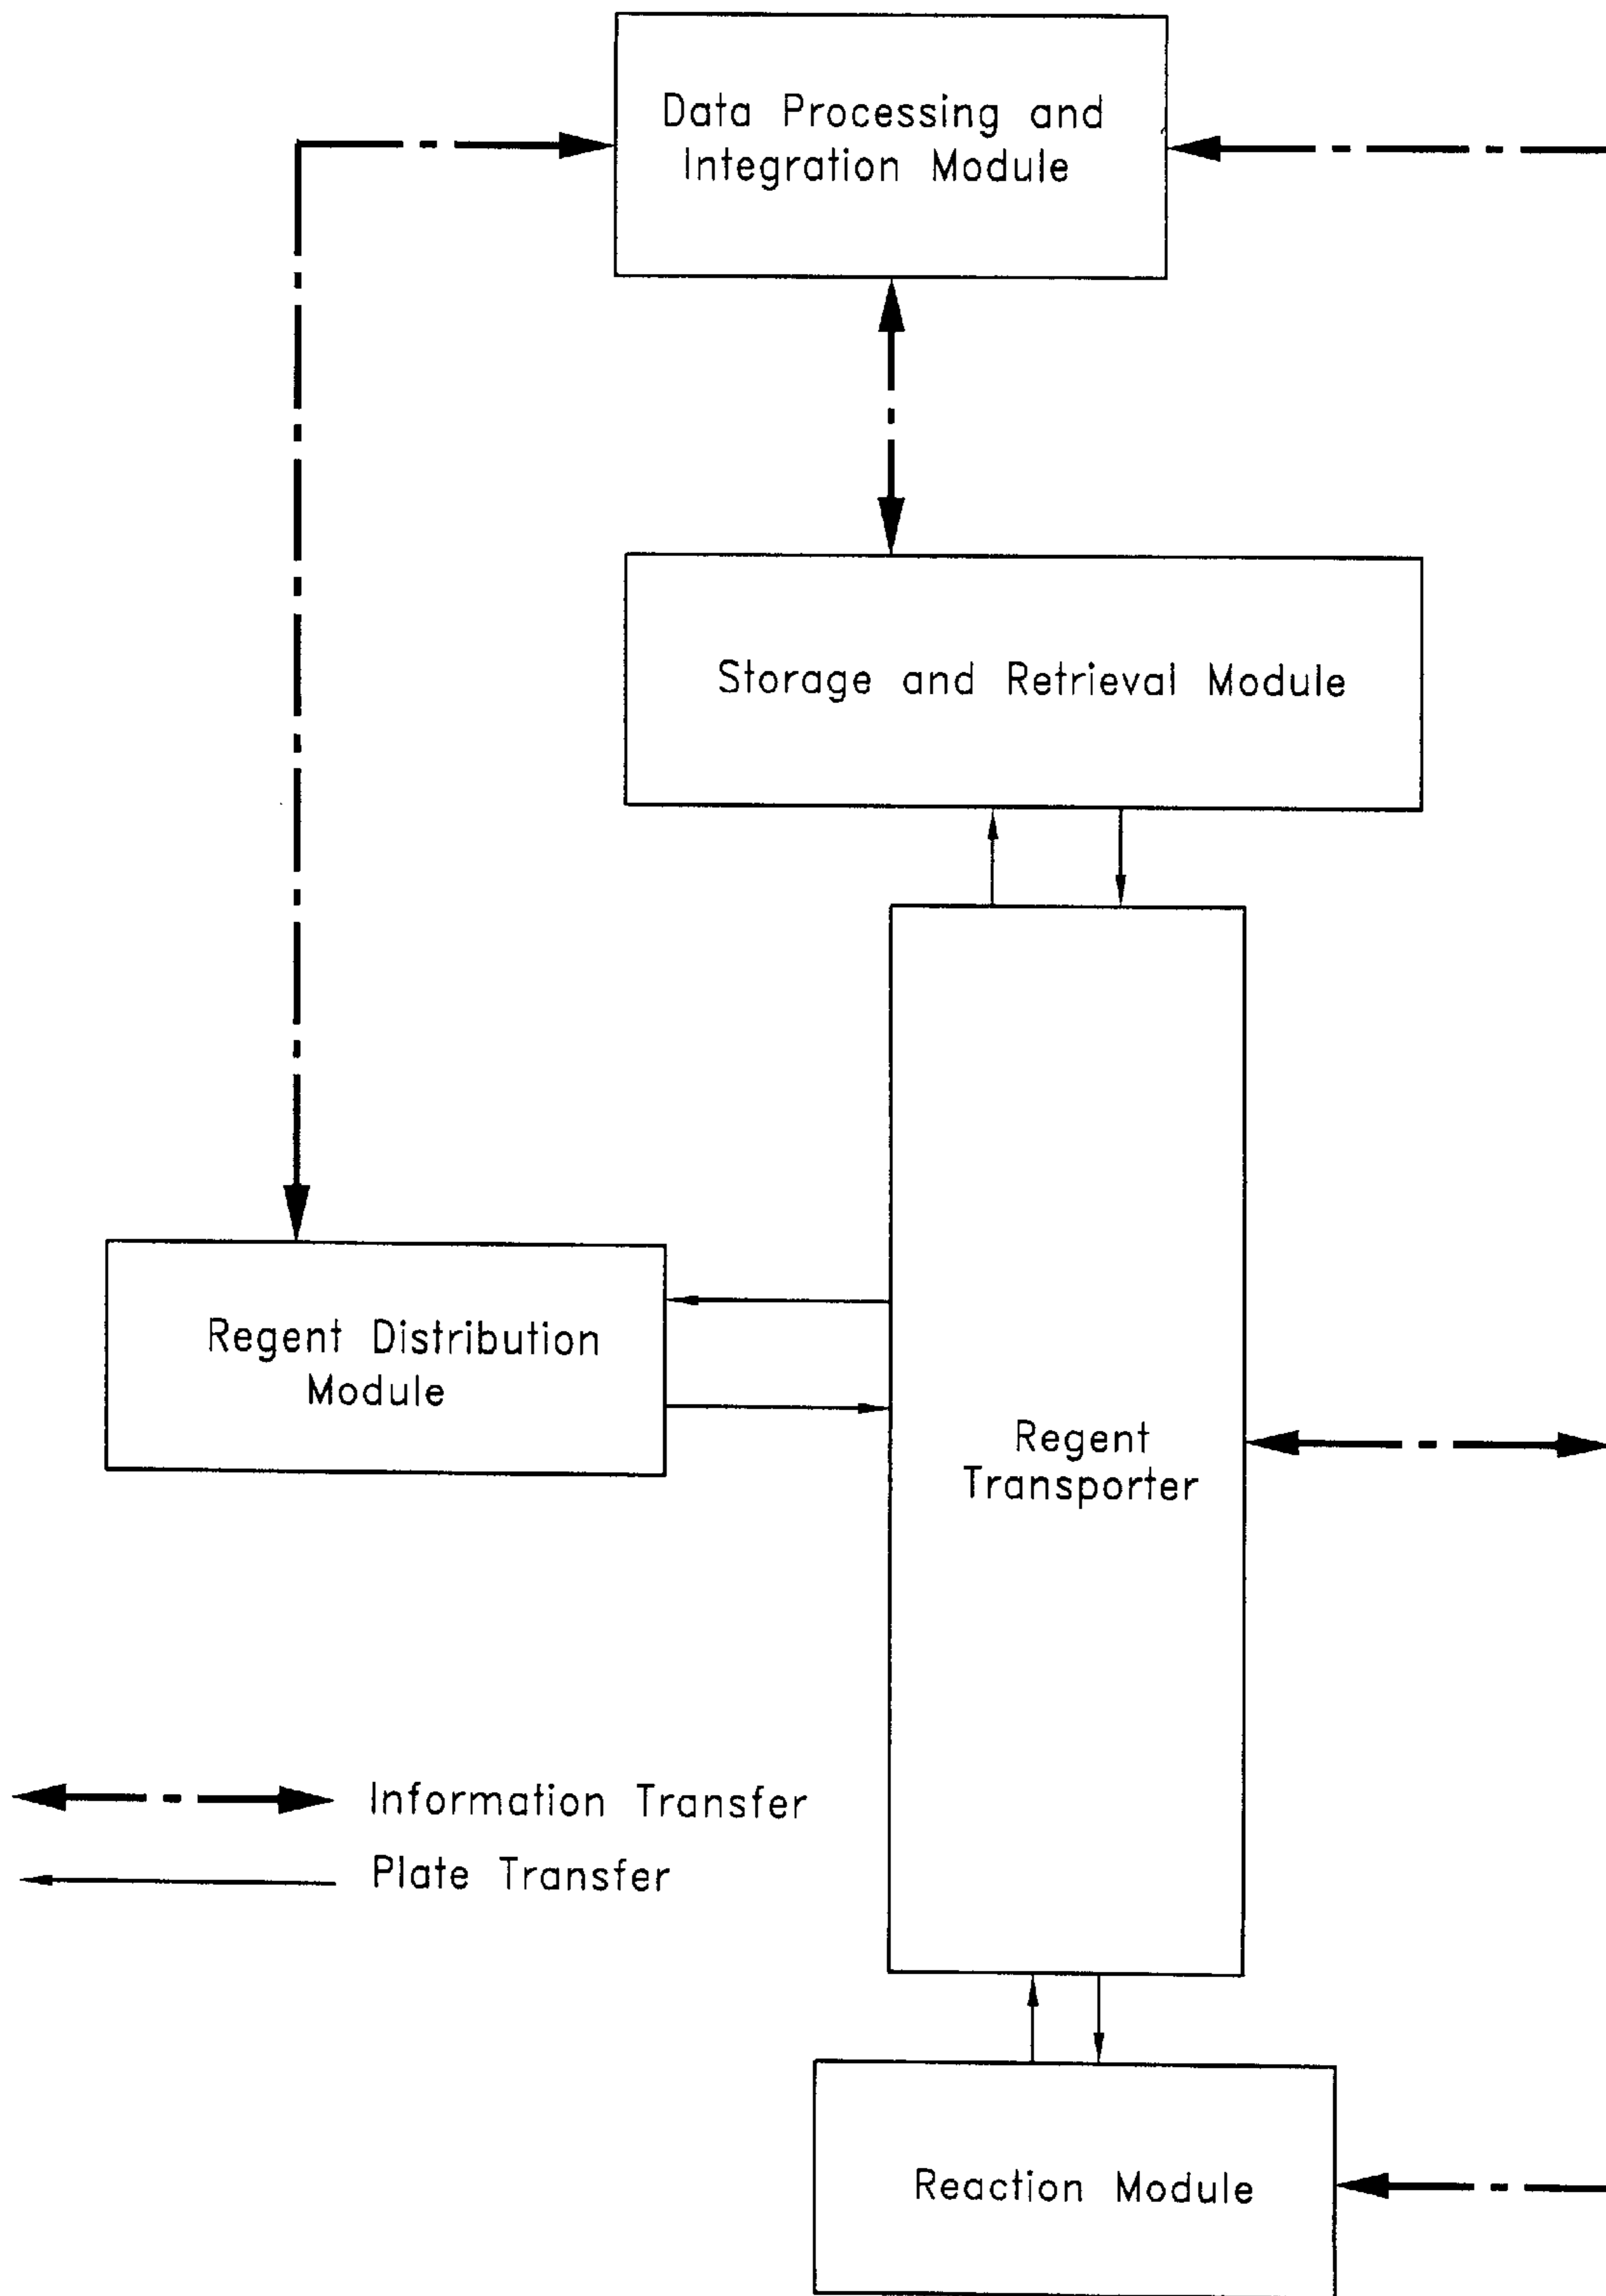 Data Processing and
Integration Module
Storage and Retrieval Module
Regent Distribution
Module
Regent
Transporter
Information Transfer
Plate Transfer
Reaction Module